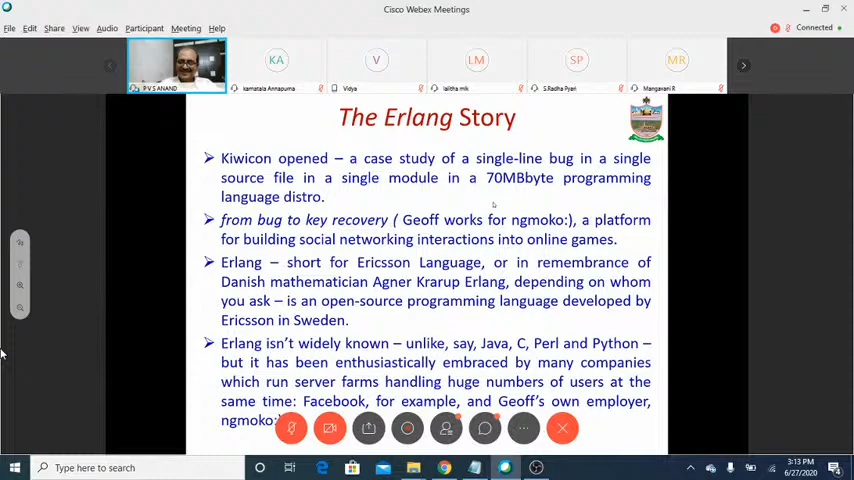 Cisco Webex Meetings
File Edit Share View Audio Participant Meeting Help
Connected
KA
V
LM
SP
MR
P V S ANAND
kamatala Annapurna
Vidya
lalitha mlk
S.Radha Pyari
Mangavani R
The Erlang Story
Kiwicon opened – a case study of a single-line bug in a single
source file in a single module in a 70MBbyte programming
language distro.
from bug to key recovery ( Geoff works for ngmoko:), a platform
for building social networking interactions into online games.
Erlang – short for Ericsson Language, or in remembrance of
Danish mathematician Agner Krarup Erlang, depending on whom
you ask – is an open-source programming language developed by
Ericsson in Sweden.
Erlang isn't widely known – unlike, say, Java, C, Perl and Python –
but it has been enthusiastically embraced by many companies
which run server farms handling huge numbers of users at the
same time: Facebook, for example, and Geoff's own employer,
ngmoko:
Type here to search
3:13 PM
6/27/2020
4